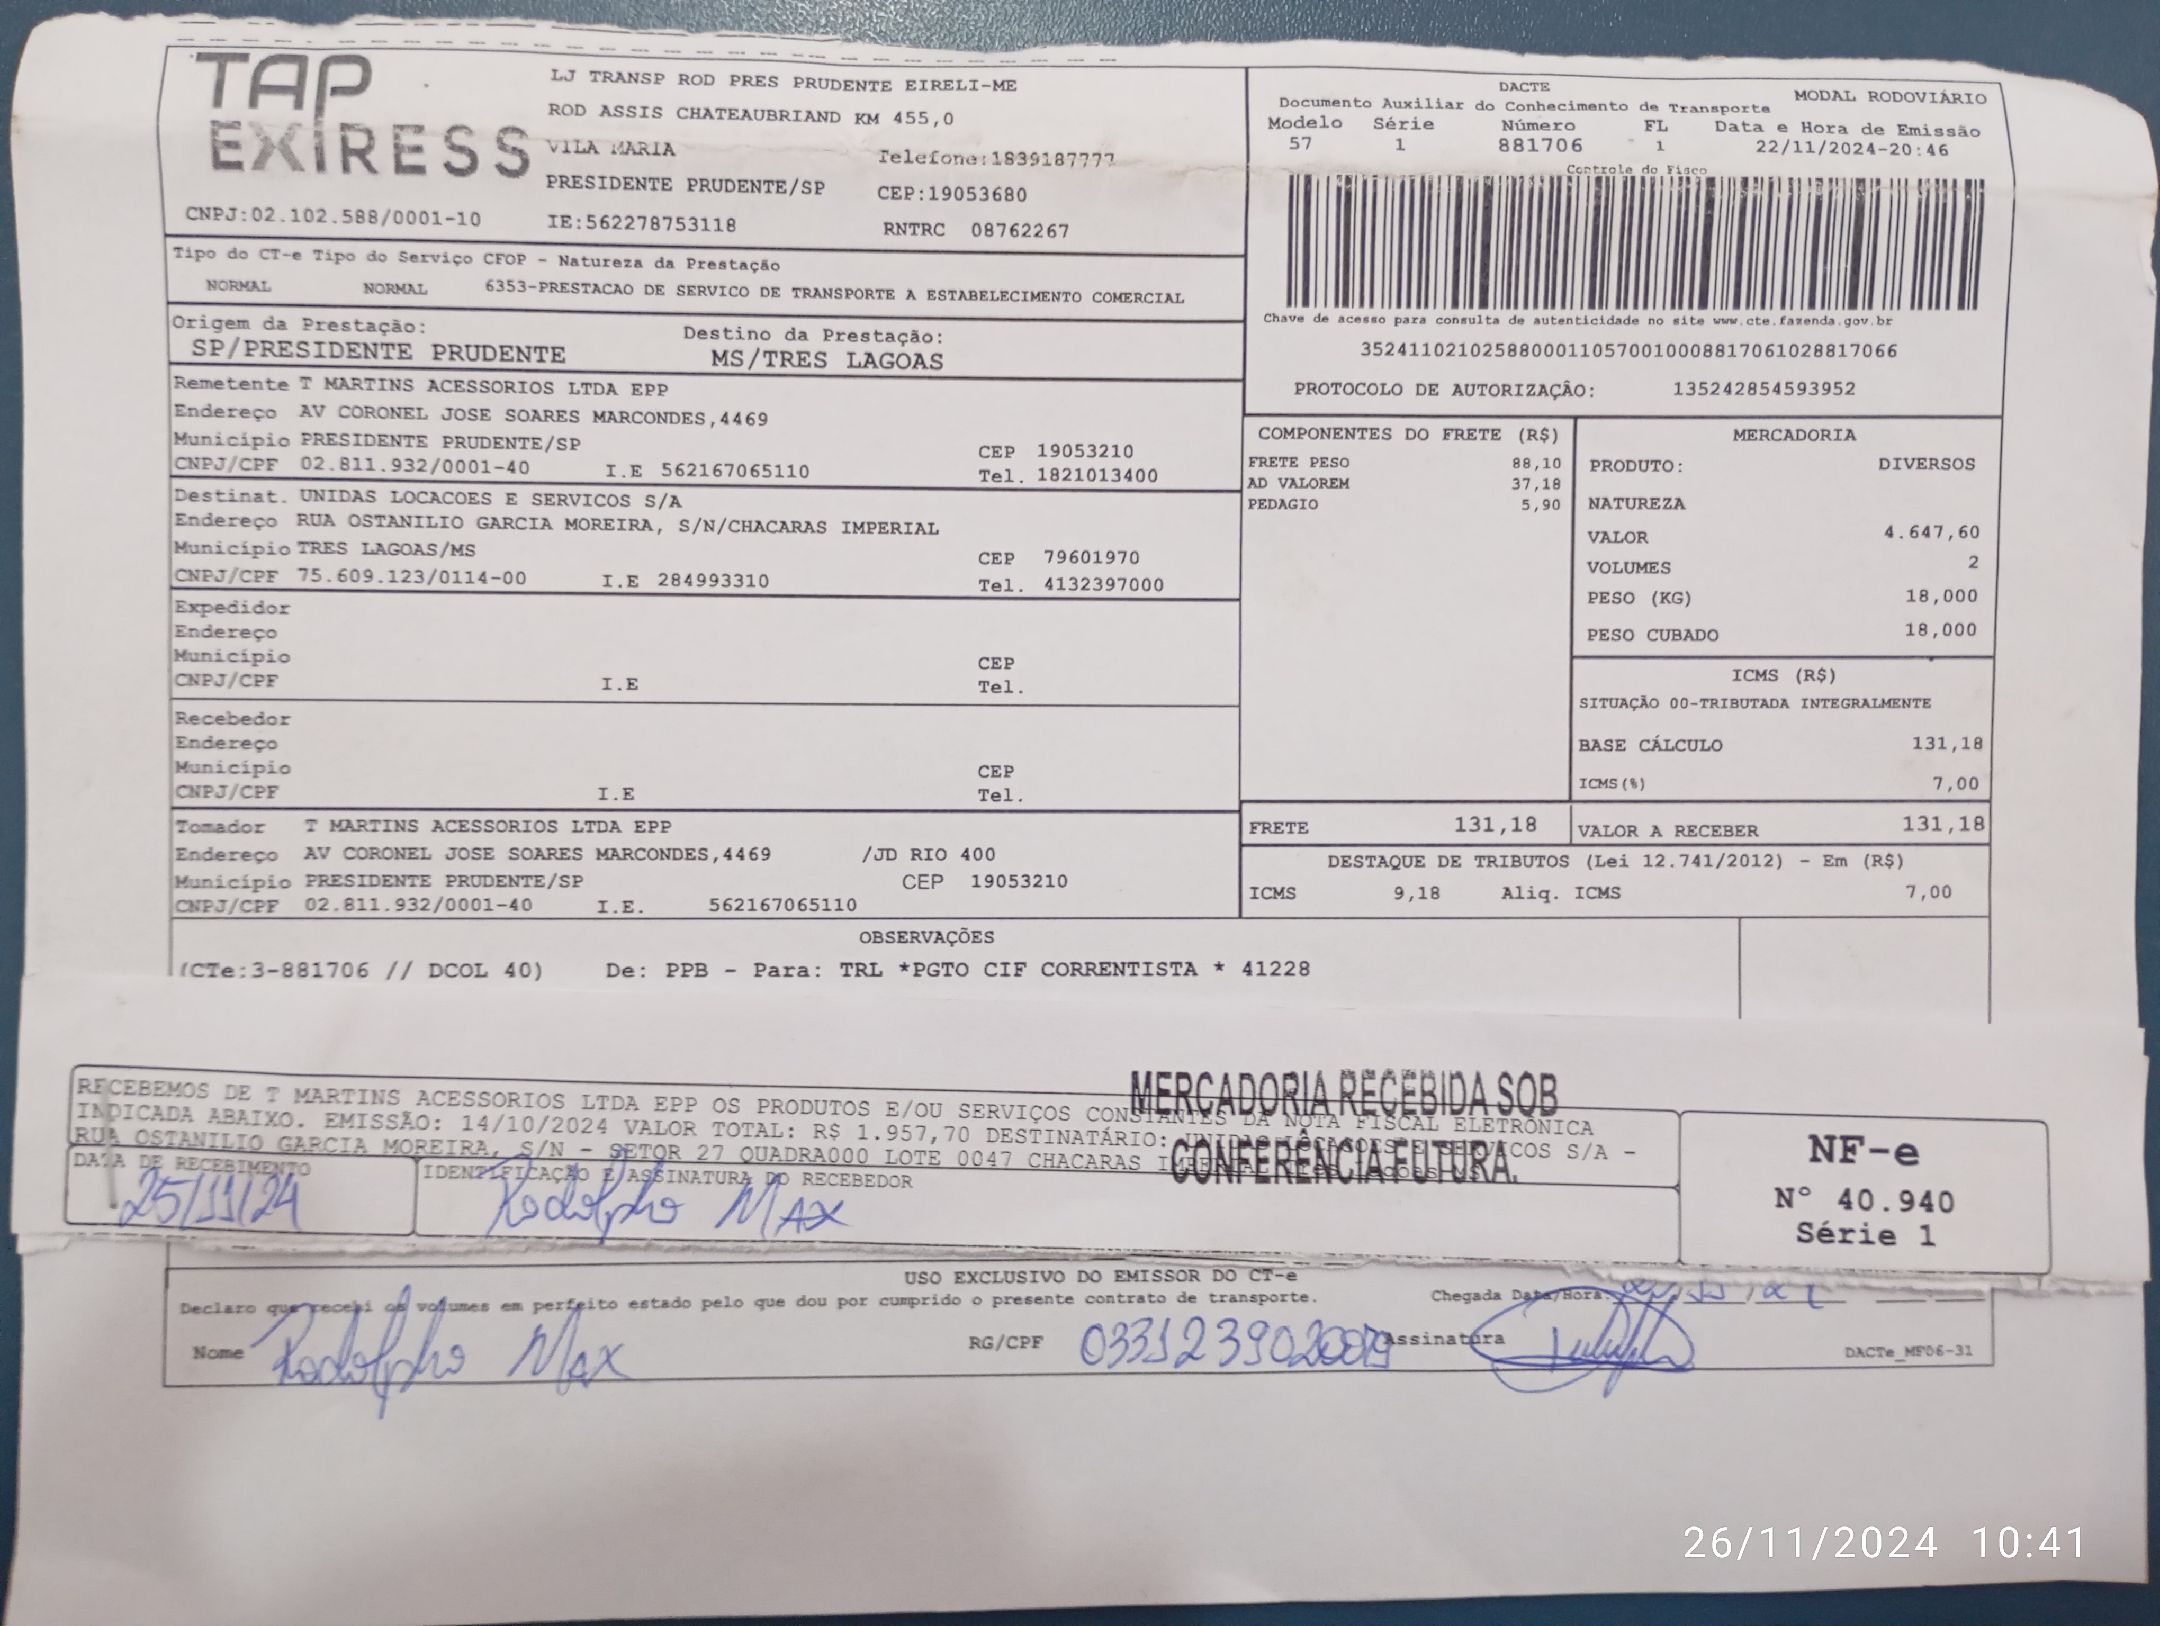 TAP
EXIRESS
CNPJ:02.102.588/0001-10
LJ TRANSP ROD PRES PRUDENTE EIRELI-ME
ROD ASSIS CHATEAUBRIAND KM 455,0
VILA MARIA Telefone:1839187777
PRESIDENTE PRUDENTE/SP CEP:19053680
IE:562278753118 RNTRC 08762267
DACTE MODAL RODOVIÁRIO
Documento Auxiliar do Conhecimento de Transporte
Modelo Série Número FL Data e Hora de Emissão
57 1 881706 1 22/11/2024-20:46
Controle do Fisco
Chave de acesso para consulta de autenticidade no site www.cte.fazenda.gov.br
35241102102588000110570010008817061028817066
PROTOCOLO DE AUTORIZAÇÂO: 135242854593952
Tipo do CT-e Tipo do Serviço CFOP - Natureza da Prestação
NORMAL NORMAL 6353-PRESTACAO DE SERVICO DE TRANSPORTE A ESTABELECIMENTO COMERCIAL
Origem da Prestação: Destino da Prestação:
SP/PRESIDENTE PRUDENTE MS/TRES LAGOAS
Remetente T MARTINS ACESSORIOS LTDA EPP
Endereço AV CORONEL JOSE SOARES MARCONDES,4469
Município PRESIDENTE PRUDENTE/SP CEP 19053210
CNPJ/CPF 02.811.932/0001-40 I.E 562167065110 Tel. 1821013400
Destinat. UNIDAS LOCACOES E SERVICOS S/A
Endereço RUA OSTANILIO GARCIA MOREIRA, S/N/CHACARAS IMPERIAL
Município TRES LAGOAS/MS CEP 79601970
CNPJ/CPF 75.609.123/0114-00 I.E 284993310 Tel. 4132397000
Expedidor
Endereço
Município CEP
CNPJ/CPF I.E Tel.
Recebedor
Endereço
Município CEP
CNPJ/CPF I.E Tel.
Tomador T MARTINS ACESSORIOS LTDA EPP
Endereço AV CORONEL JOSE SOARES MARCONDES,4469 /JD RIO 400
Município PRESIDENTE PRUDENTE/SP CEP 19053210
CNPJ/CPF 02.811.932/0001-40 I.E. 562167065110
COMPONENTES DO FRETE (R$)
FRETE PESO 88,10
AD VALOREM 37,18
PEDAGIO 5,90
MERCADORIA
PRODUTO: DIVERSOS
NATUREZA
VALOR 4.647,60
VOLUMES 2
PESO (KG) 18,000
PESO CUBADO 18,000
ICMS (R$)
SITUAÇÃO 00-TRIBUTADA INTEGRALMENTE
BASE CÁLCULO 131,18
ICMS(%) 7,00
FRETE 131,18 VALOR A RECEBER 131,18
DESTAQUE DE TRIBUTOS (Lei 12.741/2012) - Em (R$)
ICMS 9,18 Aliq. ICMS 7,00
OBSERVAÇÕES
(CTe:3-881706 // DCOL 40) De: PPB - Para: TRL *PGTO CIF CORRENTISTA * 41228
MERCADORIA RECEBIDA SOB
CONFERÊNCIA FUTURA.
RECEBEMOS DE T MARTINS ACESSORIOS LTDA EPP OS PRODUTOS E/OU SERVIÇOS CONSTANTES DA NOTA FISCAL ELETRÔNICA
INDICADA ABAIXO. EMISSÃO: 14/10/2024 VALOR TOTAL: R$ 1.957,70 DESTINATÁRIO: UNIDAS LOCACOES E SERVICOS S/A -
RUA OSTANILIO GARCIA MOREIRA, S/N - SETOR 27 QUADRA000 LOTE 0047 CHACARAS IMPERIAL
DATA DE RECEBIMENTO IDENTIFICAÇÃO E ASSINATURA DO RECEBEDOR
25/11/24 Rodolpho Max
NF-e
Nº 40.940
Série 1
USO EXCLUSIVO DO EMISSOR DO CT-e
Declaro que recebi os volumes em perfeito estado pelo que dou por cumprido o presente contrato de transporte. Chegada Data/Hora:
Nome Rodolpho Max RG/CPF Assinatura
DACTe_MF06-31
26/11/2024 10:41